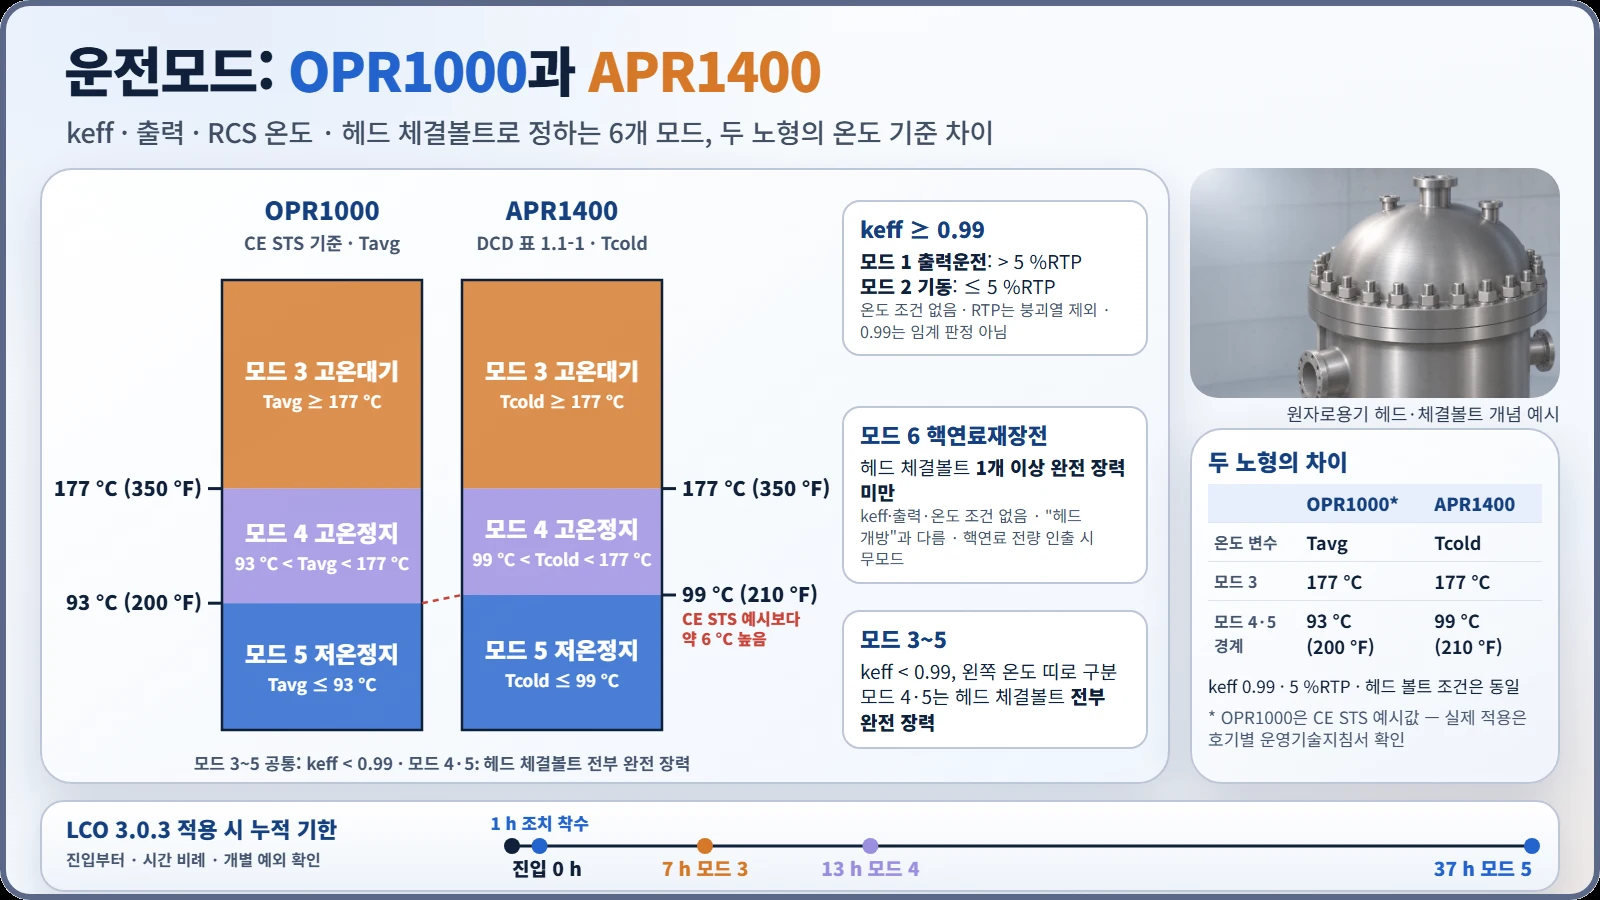 운전모드: OPR1000과 APR1400
keff · 출력 · RCS 온도 · 헤드 체결볼트로 정하는 6개 모드, 두 노형의 온도 기준 차이
OPR1000
CE STS 기준 · Tavg
APR1400
DCD 표 1.1-1 · Tcold
모드 3 고온대기
Tavg ≥ 177 °C
모드 3 고온대기
Tcold ≥ 177 °C
177 °C (350 °F)
177 °C (350 °F)
모드 4 고온정지
93 °C < Tavg < 177 °C
모드 4 고온정지
99 °C < Tcold < 177 °C
93 °C (200 °F)
99 °C (210 °F)
CE STS 예시보다
약 6 °C 높음
모드 5 저온정지
Tavg ≤ 93 °C
모드 5 저온정지
Tcold ≤ 99 °C
모드 3~5 공통: keff < 0.99 · 모드 4·5: 헤드 체결볼트 전부 완전 장력
keff ≥ 0.99
모드 1 출력운전: > 5 %RTP
모드 2 기동: ≤ 5 %RTP
온도 조건 없음 · RTP는 붕괴열 제외 ·
0.99는 임계 판정 아님
모드 6 핵연료재장전
헤드 체결볼트 1개 이상 완전 장력
미만
keff·출력·온도 조건 없음 · "헤드
개방"과 다름 · 핵연료 전량 인출 시
무모드
모드 3~5
keff < 0.99, 왼쪽 온도 띠로 구분
모드 4·5는 헤드 체결볼트 전부
완전 장력
원자로용기 헤드·체결볼트 개념 예시
두 노형의 차이
OPR1000* APR1400
온도 변수 Tavg Tcold
모드 3 177 °C 177 °C
모드 4·5 93 °C 99 °C
경계 (200 °F) (210 °F)
keff 0.99 · 5 %RTP · 헤드 볼트 조건은 동일
* OPR1000은 CE STS 예시값 — 실제 적용은
호기별 운영기술지침서 확인
LCO 3.0.3 적용 시 누적 기한
진입부터 · 시간 비례 · 개별 예외 확인
1 h 조치 착수
진입 0 h
7 h 모드 3
13 h 모드 4
37 h 모드 5